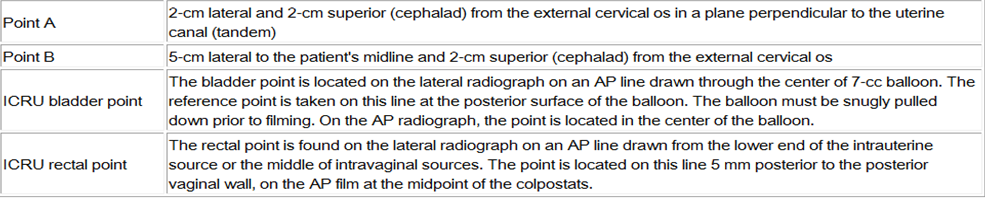 Point A
2-cm lateral and 2-cm superior (cephalad) from the external cervical os in a plane perpendicular to the uterine
canal (tandem)
Point B
5-cm lateral to the patient's midline and 2-cm superior (cephalad) from the external cervical os
ICRU bladder point
The bladder point is located on the lateral radiograph on an AP line drawn through the center of 7-cc balloon. The
reference point is taken on this line at the posterior surface of the balloon. The balloon must be snugly pulled
down prior to filming. On the AP radiograph, the point is located in the center of the balloon.
ICRU rectal point
The rectal point is found on the lateral radiograph on an AP line drawn from the lower end of the intrauterine
source or the middle of intravaginal sources. The point is located on this line 5 mm posterior to the posterior
vaginal wall, on the AP film at the midpoint of the colpostats.